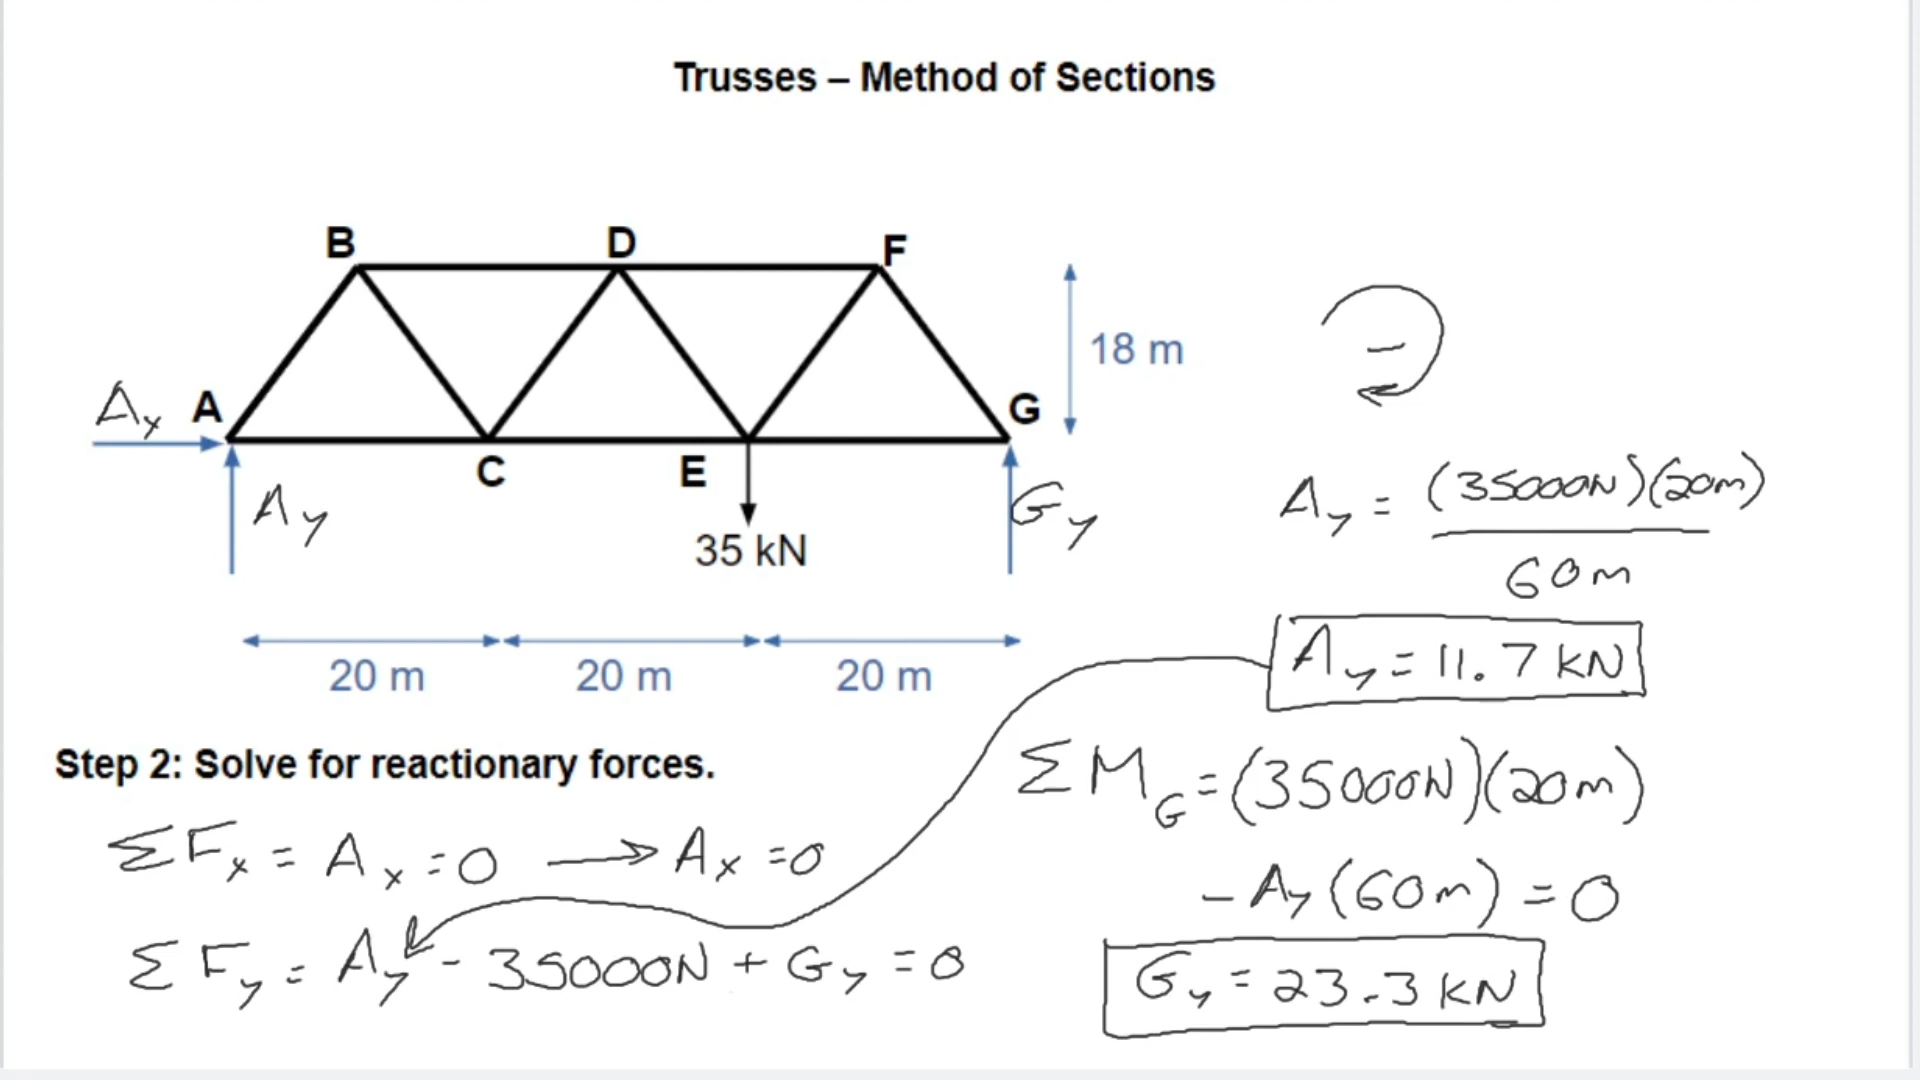 Trusses – Method of Sections
B D F
18 m
Ax A G
C E
Ay 35 kN Gy
20 m 20 m 20 m
Ay = (35000N)(20m)
60m
Ay = 11.7 kN
Step 2: Solve for reactionary forces.
ΣFx = Ax = 0 → Ax = 0
ΣFy = Ay - 35000N + Gy = 0
ΣMG = (35000N)(20m)
- Ay (60m) = 0
Gy = 23.3 kN